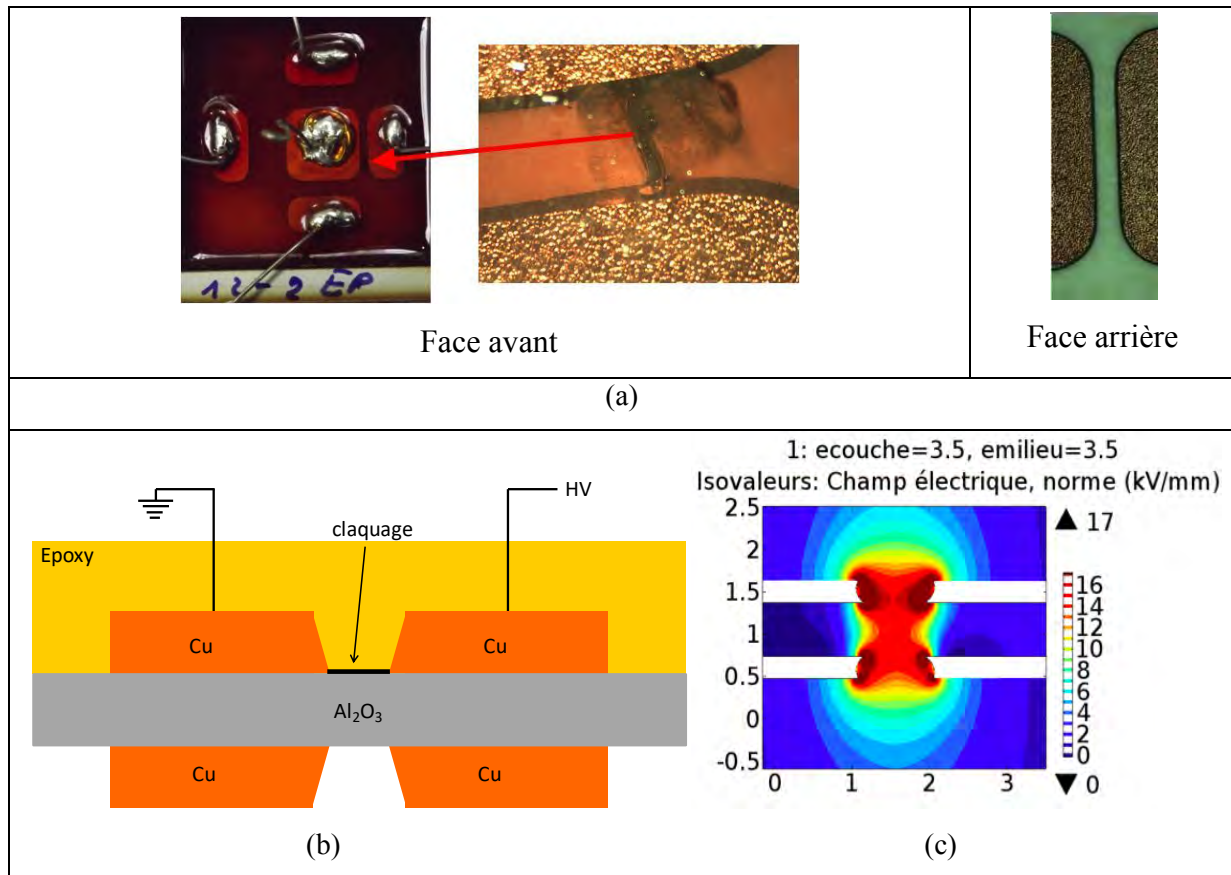 12-2 EP
Face avant
Face arrière
(a)
HV
claquage
Epoxy
Cu
Cu
Al₂O₃
Cu
Cu
(b)
1: ecouche=3.5, emilieu=3.5
Isovaleurs: Champ électrique, norme (kV/mm)
2.5
2
1.5
1
0.5
0
-0.5
0
1
2
3
17
16
14
12
10
8
6
4
2
0
0
(c)